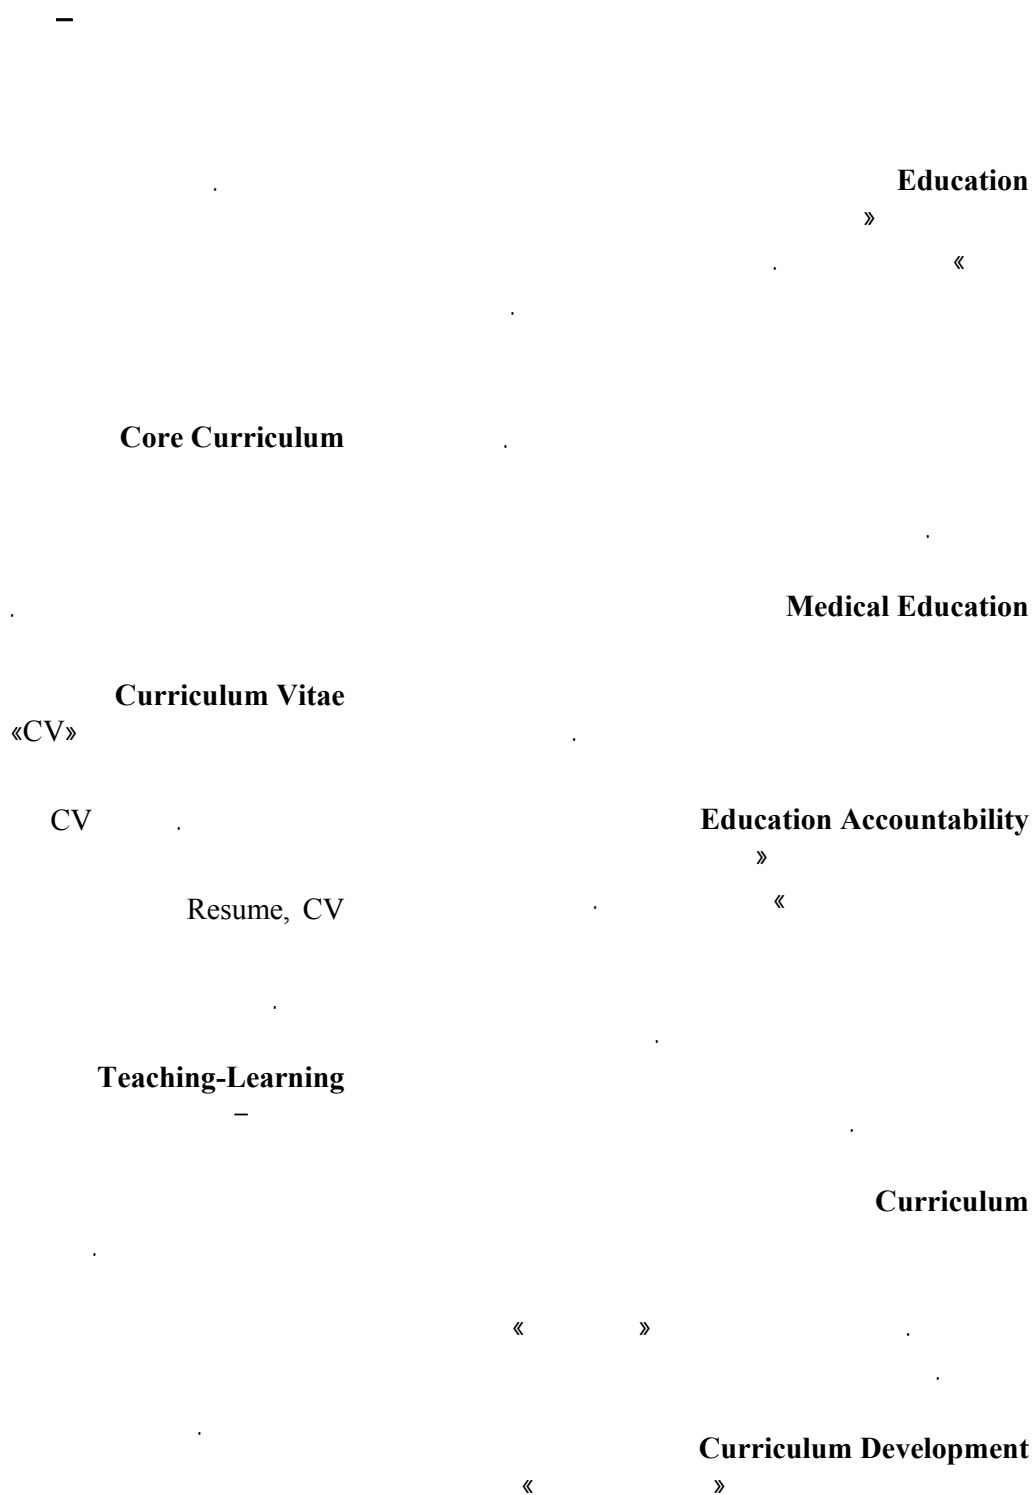 –
Education
»
« .
.
.
.
Medical Education
.
Education Accountability
»
« .
.
.
Curriculum
. » «
.
Curriculum Development
» «
.
Core Curriculum
.
Curriculum Vitae
«CV»
. CV
Resume, CV
.
Teaching-Learning
–
.
.